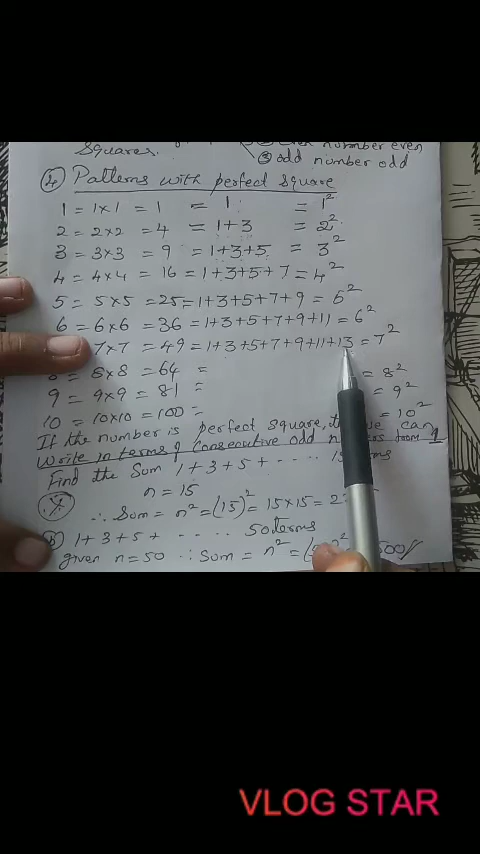 Squares. number even
③ odd number odd
④ Patterns with perfect square
1 = 1×1 = 1 = 1 = 1²
2 = 2×2 = 4 = 1+3 = 2²
3 = 3×3 = 9 = 1+3+5 = 3²
4 = 4×4 = 16 = 1+3+5+7 = 4²
5 = 5×5 = 25 = 1+3+5+7+9 = 5²
6 = 6×6 = 36 = 1+3+5+7+9+11 = 6²
7×7 = 49 = 1+3+5+7+9+11+13 = 7²
= 8×8 = 64 = = 8²
9 = 9×9 = 81 = = 9²
10 = 10×10 = 100 = = 10²
If the number is perfect square, can
Write in terms of Consecutive odd from 1
Find the Sum 1+3+5+ .....
n = 15
∴ Sum = n² = (15)² = 15×15 =
1+3+5+ ..... 50terms
given n=50 ∴ Sum = n² =
VLOG STAR